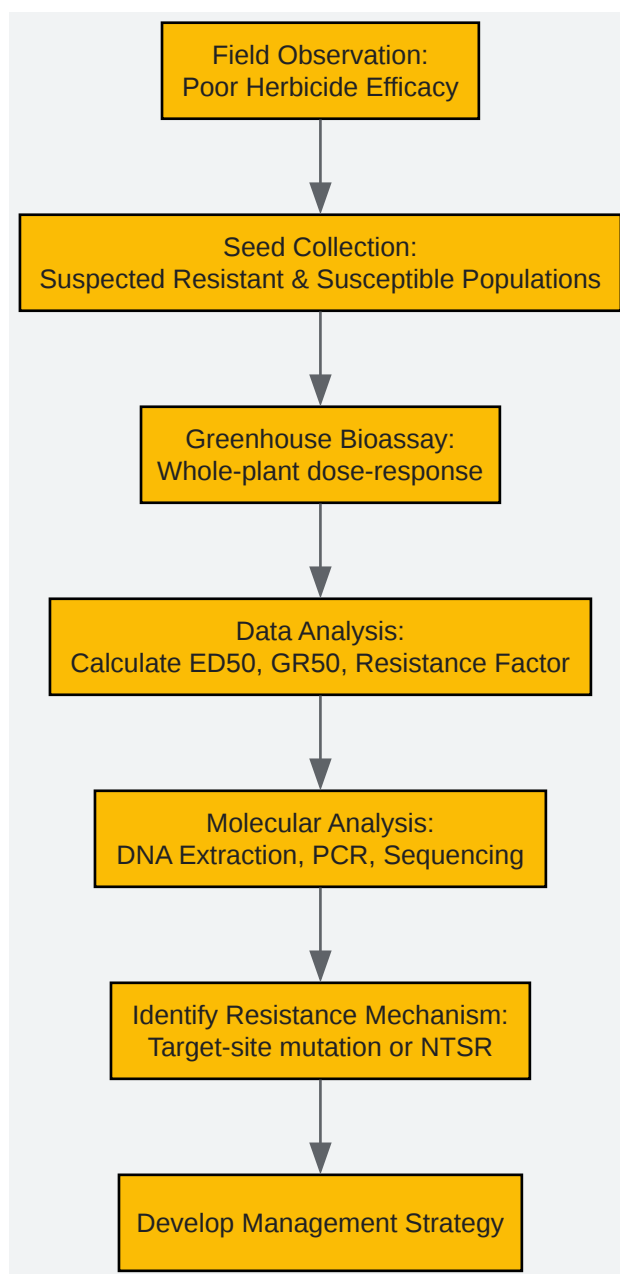 Field Observation:
Poor Herbicide Efficacy
Seed Collection:
Suspected Resistant & Susceptible Populations
Greenhouse Bioassay:
Whole-plant dose-response
Data Analysis:
Calculate ED50, GR50, Resistance Factor
Molecular Analysis:
DNA Extraction, PCR, Sequencing
Identify Resistance Mechanism:
Target-site mutation or NTSR
Develop Management Strategy